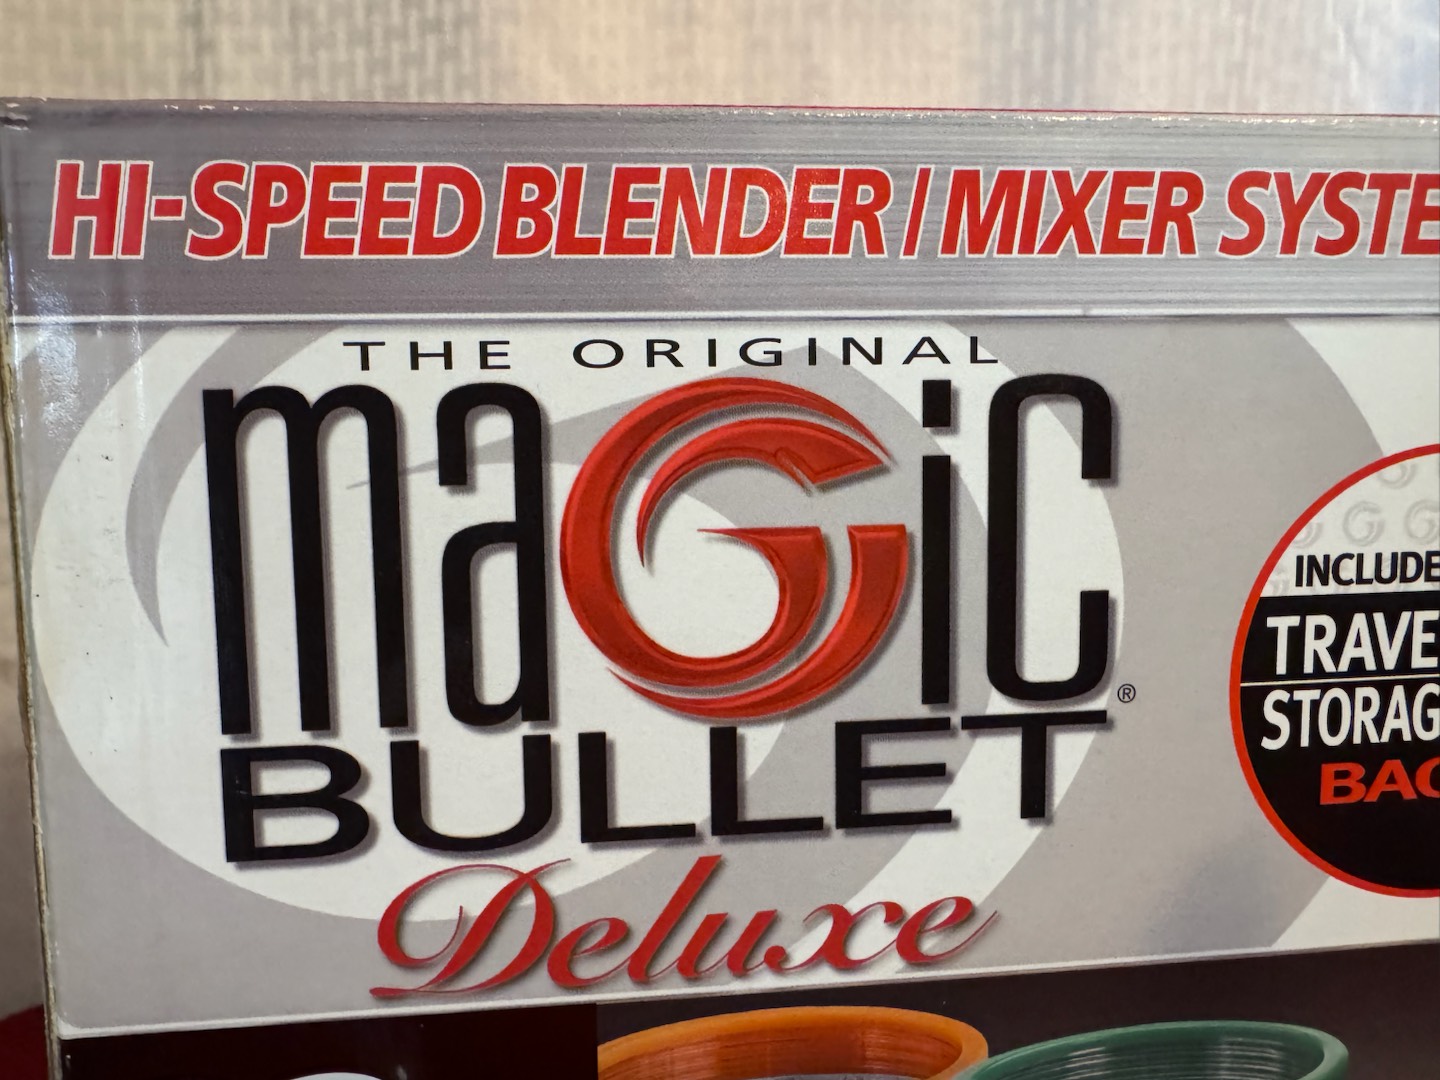 HI-SPEED BLENDER / MIXER SYSTE
THE ORIGINAL
maGic®
BULLET
Deluxe
INCLUDE
TRAVE
STORAG
BAG